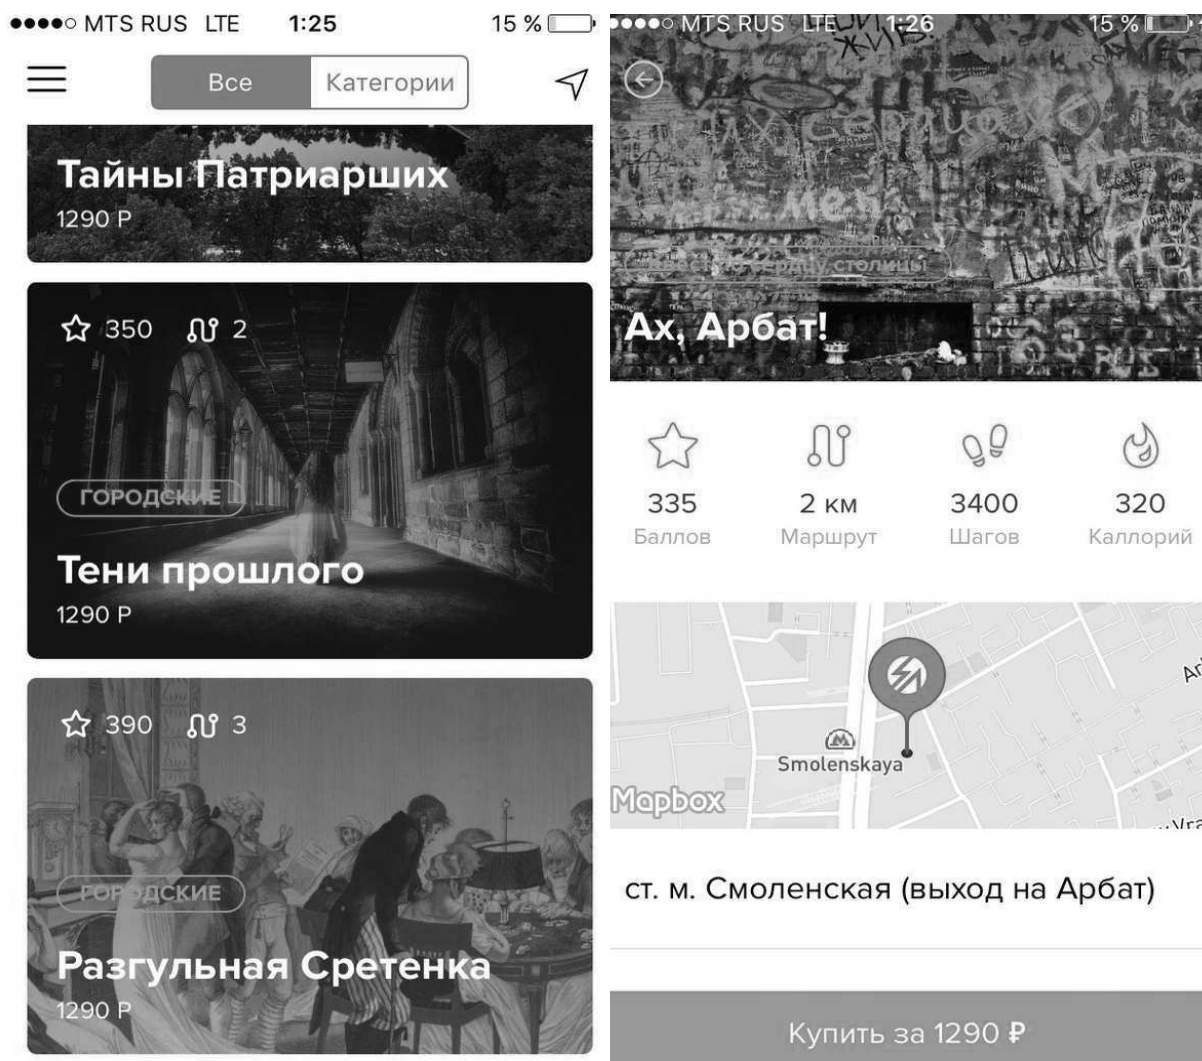 MTS RUS LTE 1:25 15 %
Все Категории
Тайны Патриарших
1290 Р
350 2
ГОРОДСКИЕ
Тени прошлого
1290 Р
390 3
ГОРОДСКИЕ
Разгульная Сретенка
1290 Р
MTS RUS LTE 1:26 15 %
сердцу столицы
Ах, Арбат!
335 2 км 3400 320
Баллов Маршрут Шагов Каллорий
Smolenskaya
Mapbox
ст. м. Смоленская (выход на Арбат)
Купить за 1290 ₽